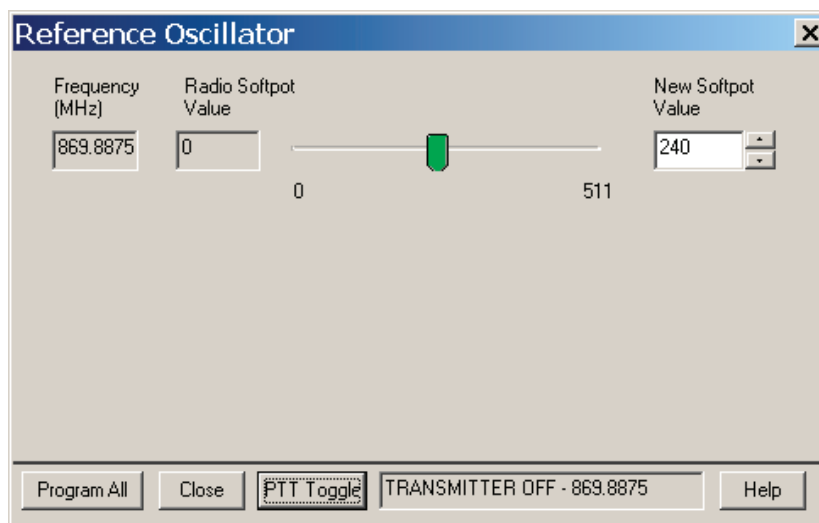 Reference Oscillator
Frequency (MHz)
Radio Softpot Value
New Softpot Value
869.8875
0
240
0
511
Program All
Close
PTT Toggle
TRANSMITTER OFF - 869.8875
Help